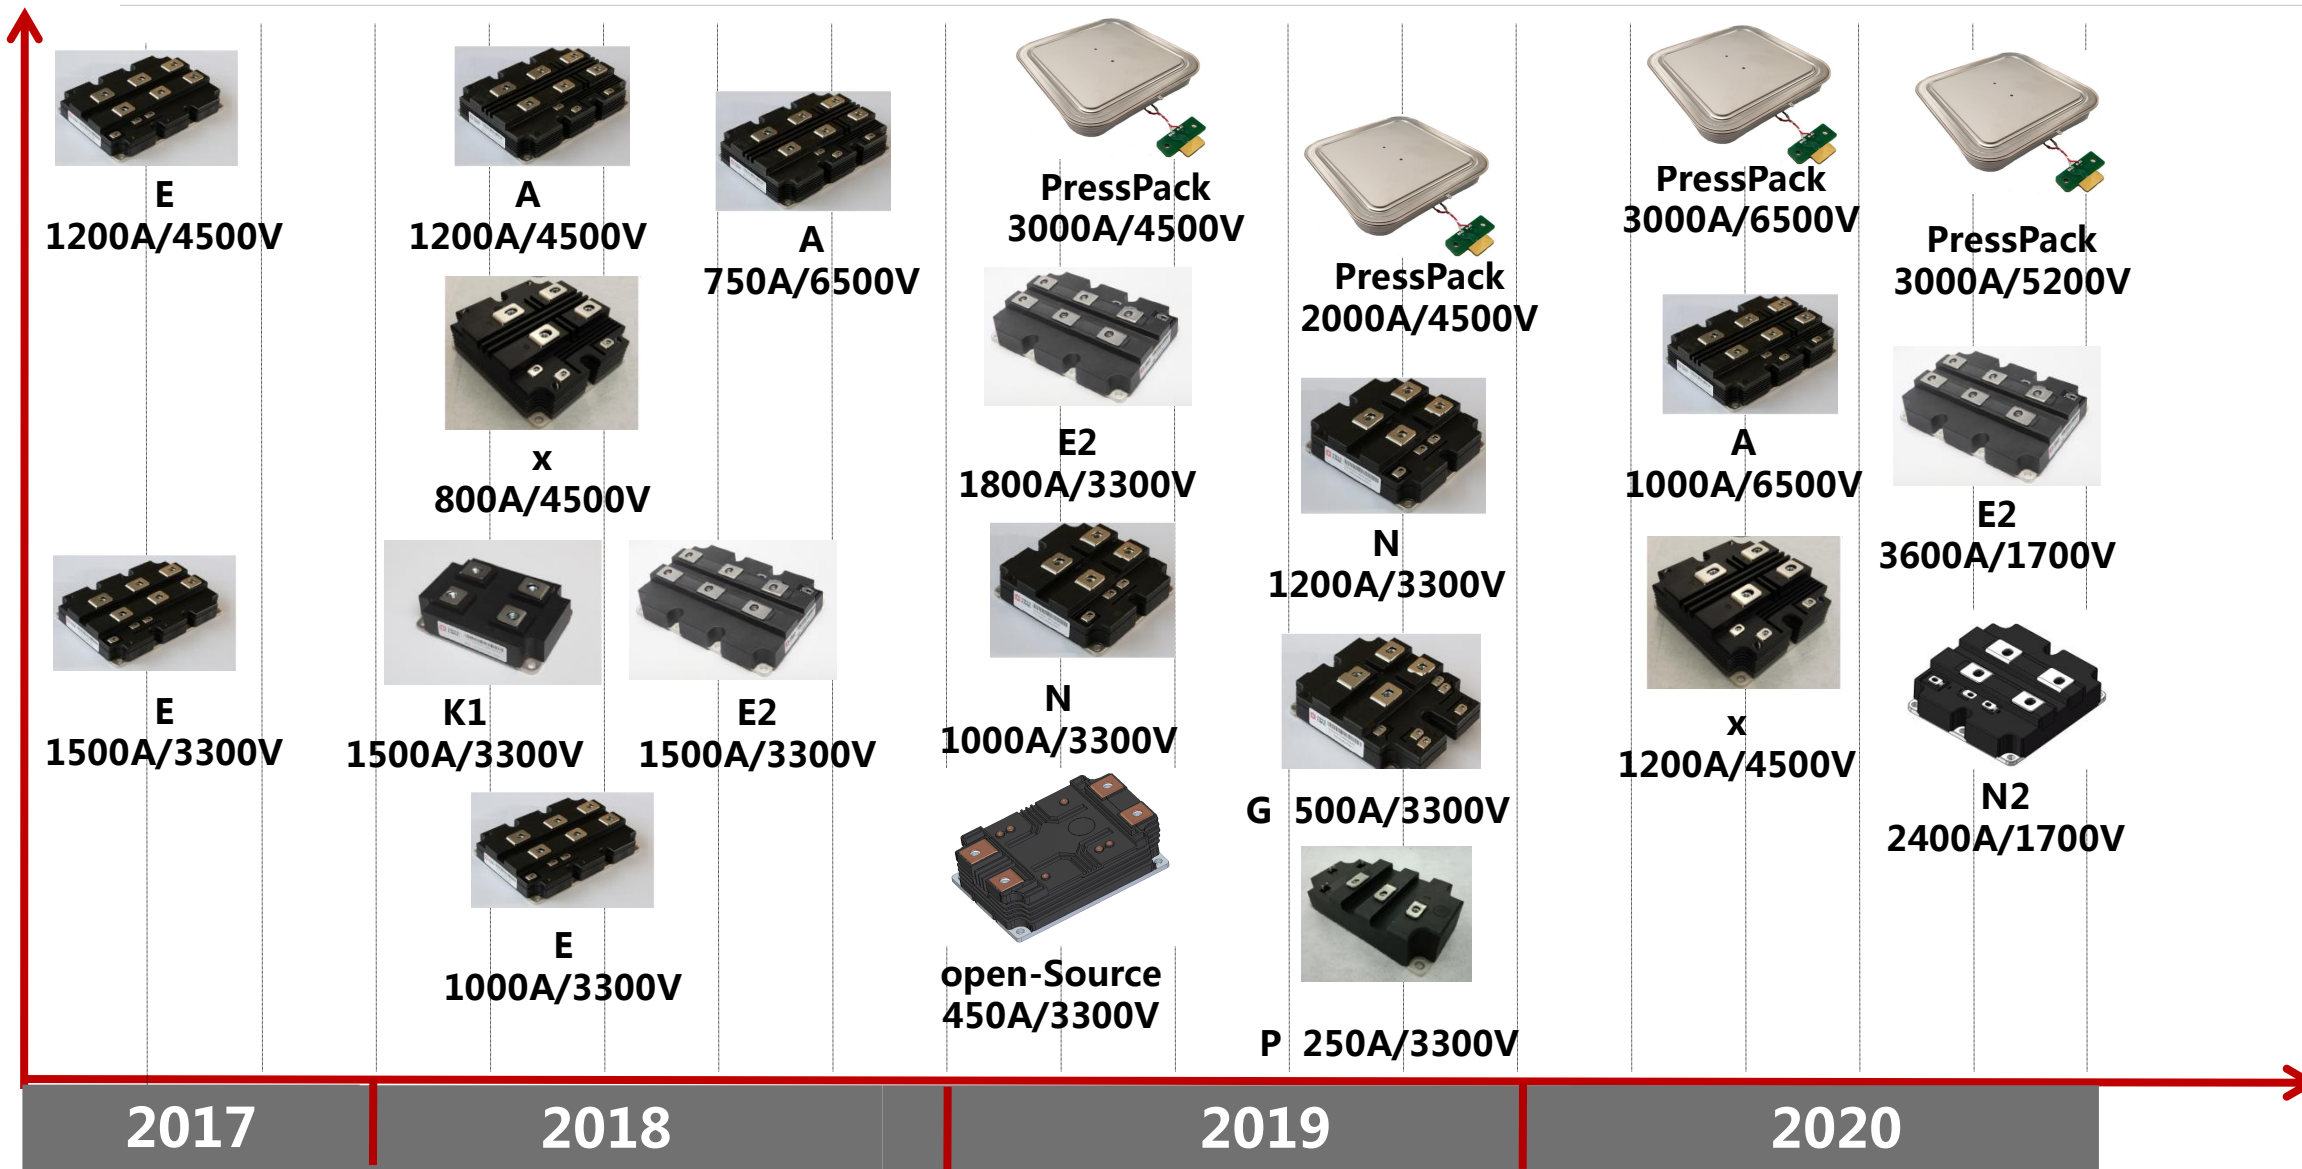 E
1200A/4500V
E
1500A/3300V
A
1200A/4500V
A
750A/6500V
x
800A/4500V
K1
1500A/3300V
E2
1500A/3300V
E
1000A/3300V
PressPack
3000A/4500V
PressPack
2000A/4500V
E2
1800A/3300V
N
1200A/3300V
N
1000A/3300V
G 500A/3300V
open-Source
450A/3300V
P 250A/3300V
PressPack
3000A/6500V
PressPack
3000A/5200V
A
1000A/6500V
E2
3600A/1700V
x
1200A/4500V
N2
2400A/1700V
2017
2018
2019
2020